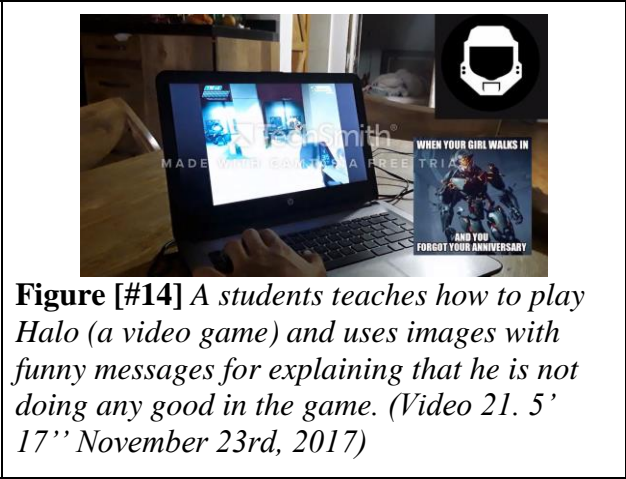 TechSmith®
MADE WITH CAMTASIA FREE TRIAL
WHEN YOUR GIRL WALKS IN
AND YOU
FORGOT YOUR ANNIVERSARY
hp
Figure [#14] A students teaches how to play
Halo (a video game) and uses images with
funny messages for explaining that he is not
doing any good in the game. (Video 21. 5’
17’’ November 23rd, 2017)